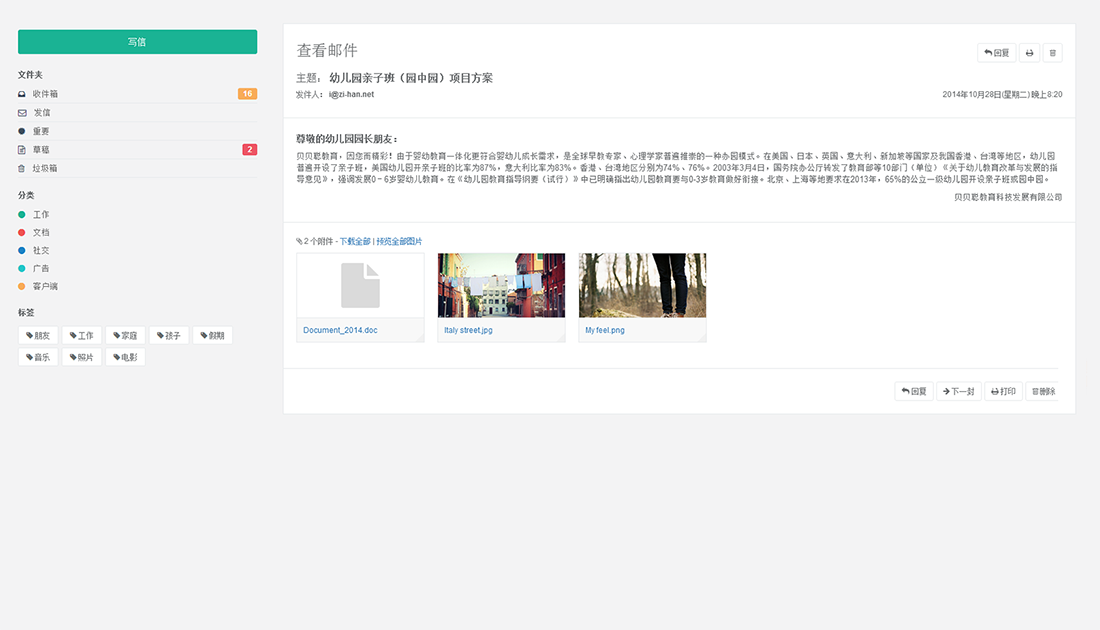 写信
文件夹
收件箱 16
发信
重要
草稿 2
垃圾箱
分类
工作
文档
社交
广告
客户端
标签
朋友 工作 家庭 孩子 假期
音乐 照片 电影
查看邮件
回复
主题： 幼儿园亲子班（园中园）项目方案
发件人： i@zi-han.net
2014年10月28日(星期二) 晚上8:20
尊敬的幼儿园园长朋友：
贝贝聪教育，因您而精彩！由于婴幼教育一体化更符合婴幼儿成长需求，是全球早教专家、心理学家普遍推崇的一种办园模式。在美国、日本、英国、意大利、新加坡等国家及我国香港、台湾等地区，幼儿园
普遍开设了亲子班，美国幼儿园开亲子班的比率为87%，意大利比率为83%。香港、台湾地区分别为74%、76%。2003年3月4日，国务院办公厅转发了教育部等10部门（单位）《关于幼儿教育改革与发展的指
导意见》，强调发展0－6岁婴幼儿教育。在《幼儿园教育指导纲要（试行）》中已明确指出幼儿园教育要与0-3岁教育做好衔接。北京、上海等地要求在2013年，65%的公立一级幼儿园开设亲子班或园中园。
贝贝聪教育科技发展有限公司
2 个附件 - 下载全部 | 预览全部图片
Document_2014.doc
Italy street.jpg
My feel.png
回复 下一封 打印 删除